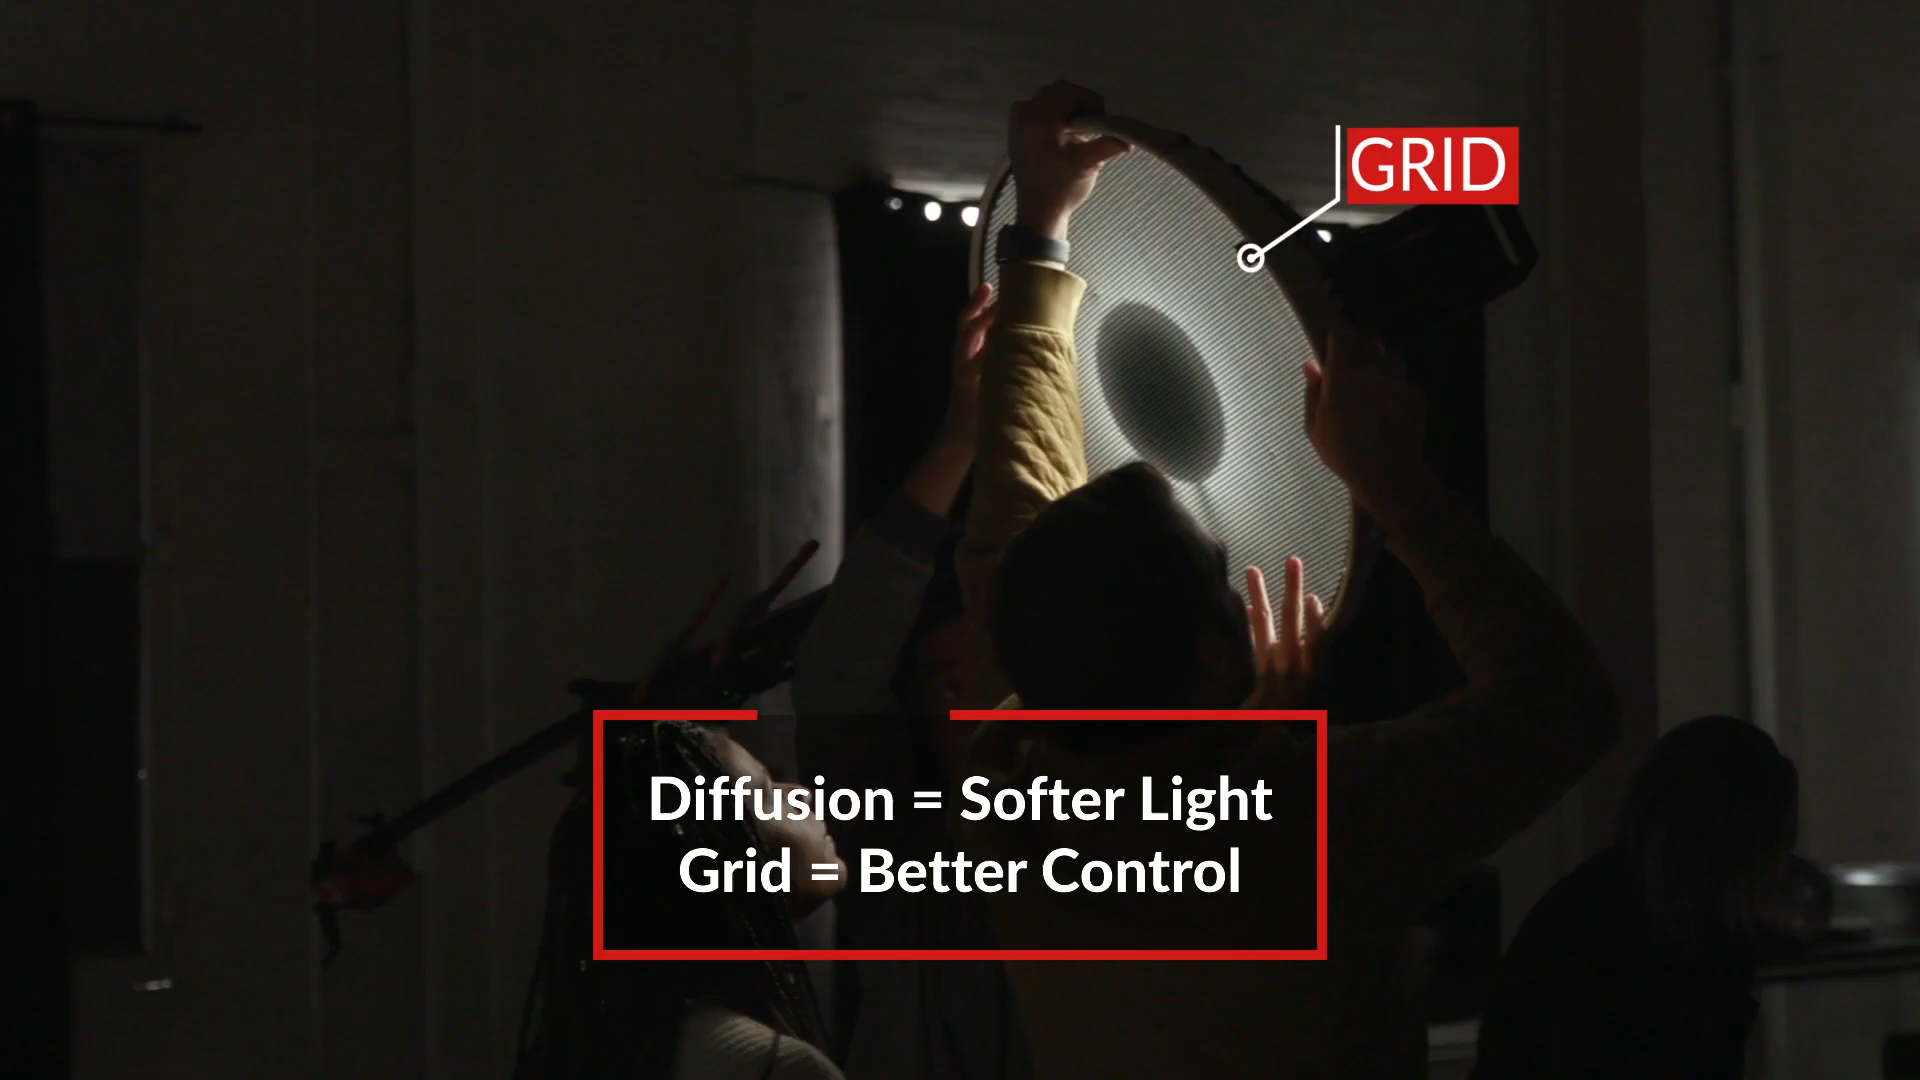 GRID
Diffusion = Softer Light
Grid = Better Control